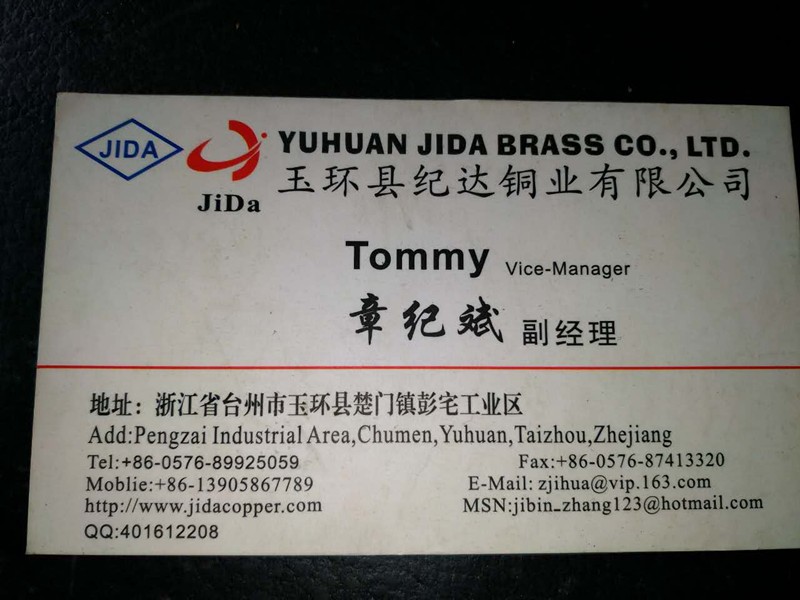 JIDA
JiDa
YUHUAN JIDA BRASS CO., LTD.
玉环县纪达铜业有限公司
Tommy Vice-Manager
章纪斌 副经理
地址：浙江省台州市玉环县楚门镇彭宅工业区
Add:Pengzai Industrial Area,Chumen,Yuhuan,Taizhou,Zhejiang
Tel:+86-0576-89925059 Fax:+86-0576-87413320
Moblie:+86-13905867789 E-Mail: zjihua@vip.163.com
http://www.jidacopper.com MSN:jibin_zhang123@hotmail.com
QQ:401612208